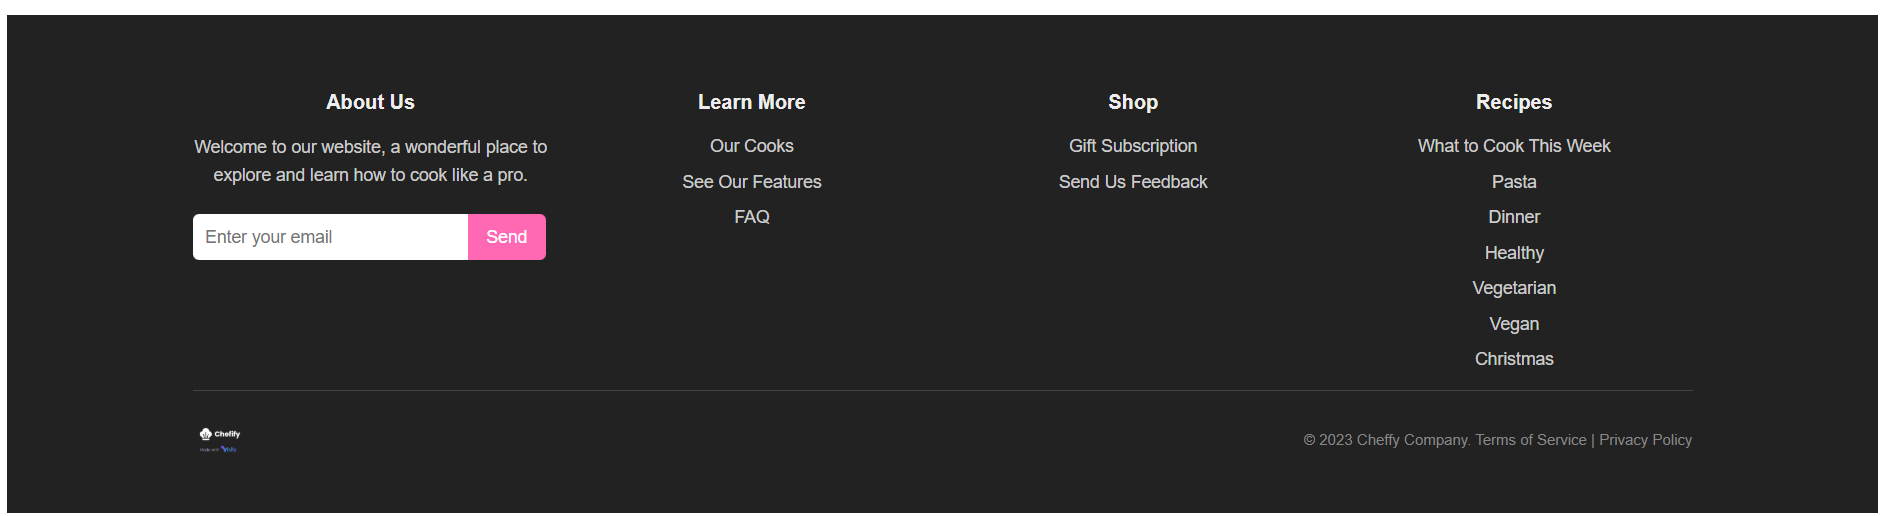 About Us
Welcome to our website, a wonderful place to
explore and learn how to cook like a pro.
Enter your email
Send
Learn More
Our Cooks
See Our Features
FAQ
Shop
Gift Subscription
Send Us Feedback
Recipes
What to Cook This Week
Pasta
Dinner
Healthy
Vegetarian
Vegan
Christmas
Chefify
© 2023 Cheffy Company. Terms of Service | Privacy Policy